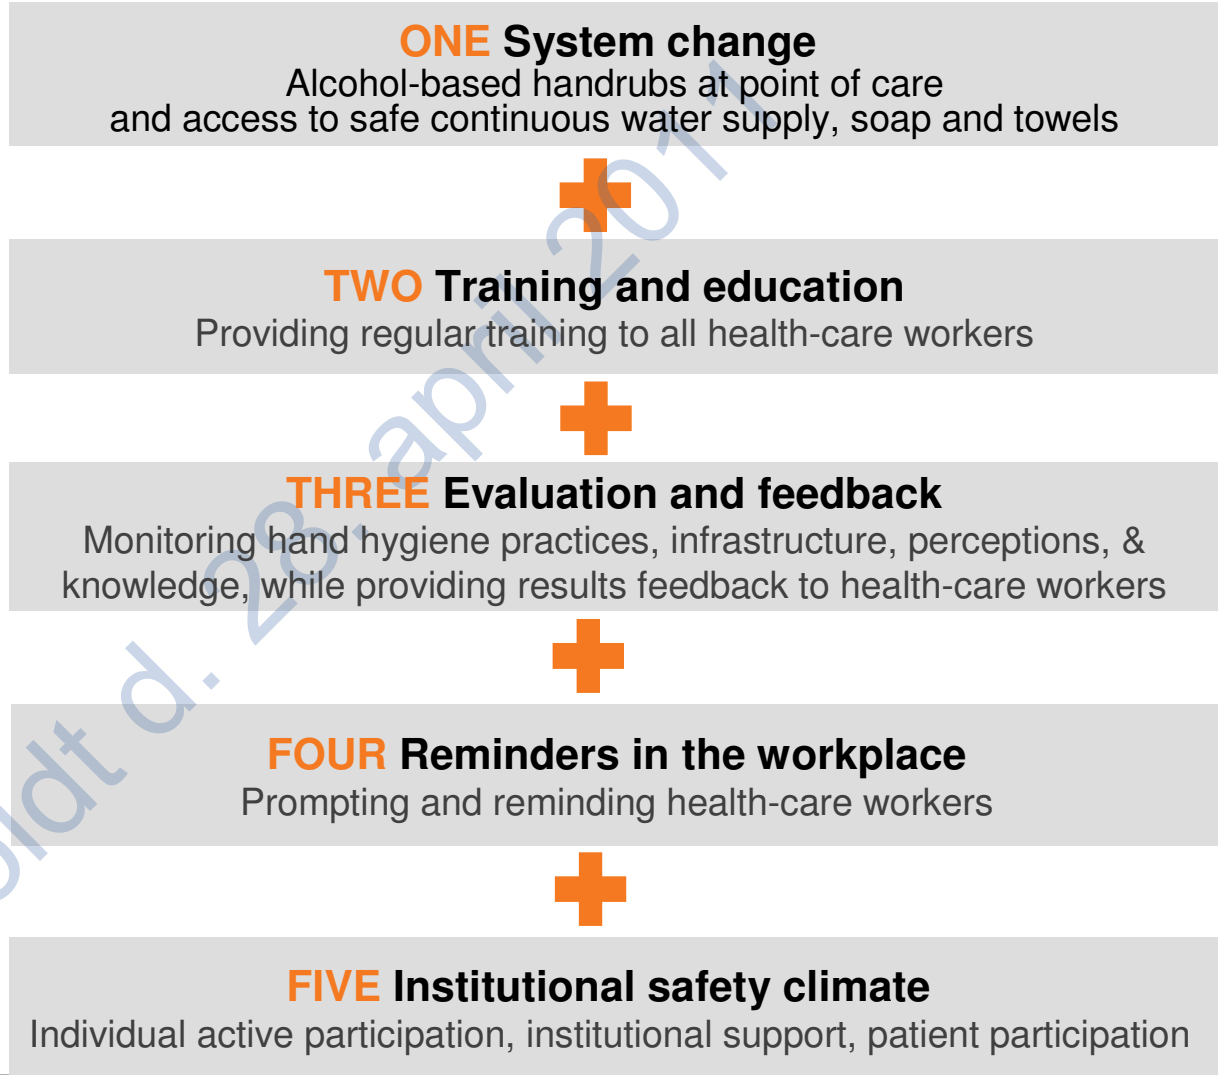 ONE System change
Alcohol-based handrubs at point of care
and access to safe continuous water supply, soap and towels
TWO Training and education
Providing regular training to all health-care workers
THREE Evaluation and feedback
Monitoring hand hygiene practices, infrastructure, perceptions, &
knowledge, while providing results feedback to health-care workers
FOUR Reminders in the workplace
Prompting and reminding health-care workers
FIVE Institutional safety climate
Individual active participation, institutional support, patient participation
d. 28. april 2011